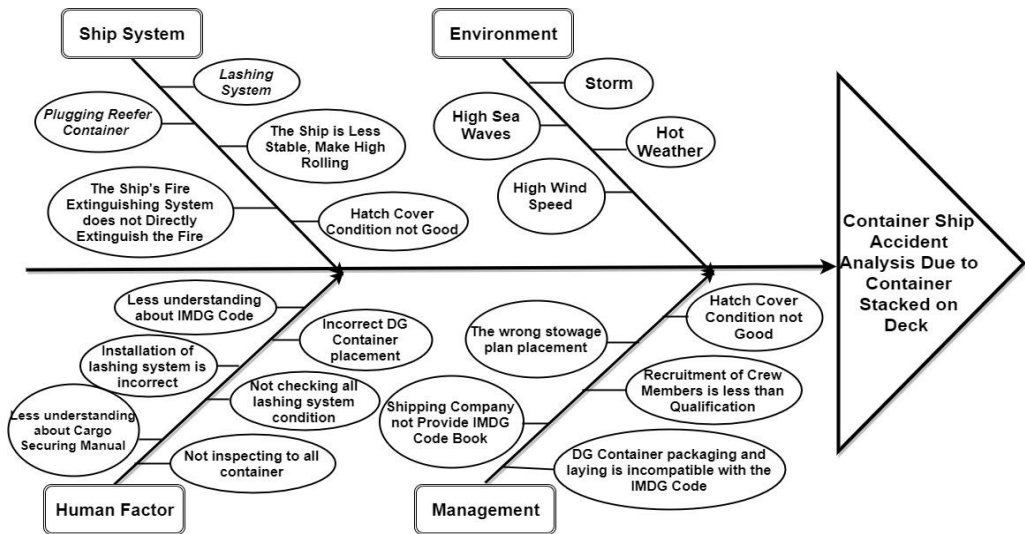 Ship System
Environment
Lashing
System
Plugging Reefer
Container
The Ship is Less
Stable, Make High
Rolling
The Ship's Fire
Extinguishing System
does not Directly
Extinguish the Fire
Hatch Cover
Condition not Good
Storm
High Sea
Waves
Hot
Weather
High Wind
Speed
Container Ship
Accident
Analysis Due to
Container
Stacked on
Deck
Less understanding
about IMDG Code
Incorrect DG
Container
placement
Installation of
lashing system is
incorrect
Not checking all
lashing system
condition
Less understanding
about Cargo
Securing Manual
Not inspecting to all
container
Hatch Cover
Condition not
Good
The wrong stowage
plan placement
Recruitment of Crew
Members is less than
Qualification
Shipping Company
not Provide IMDG
Code Book
DG Container packaging and
laying is incompatible with the
IMDG Code
Human Factor
Management